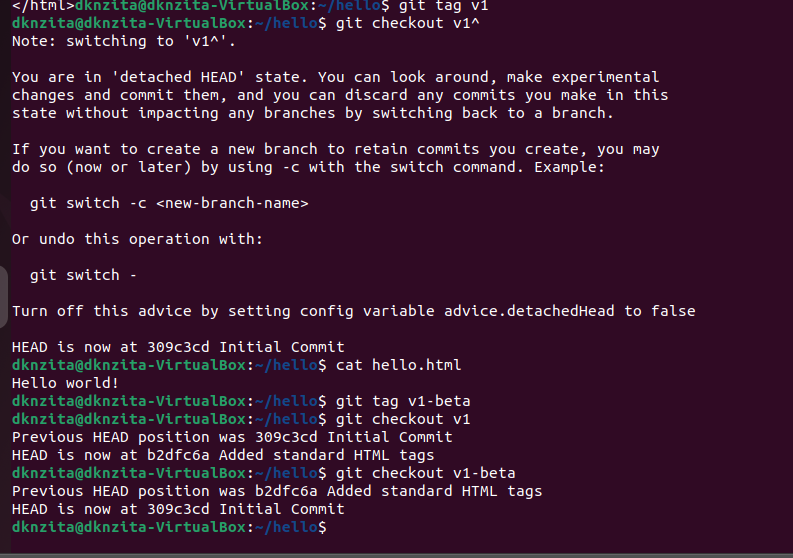 </html>dknzita@dknzita-VirtualBox:~/hello$ git tag v1
dknzita@dknzita-VirtualBox:~/hello$ git checkout v1^
Note: switching to 'v1^'.
You are in 'detached HEAD' state. You can look around, make experimental
changes and commit them, and you can discard any commits you make in this
state without impacting any branches by switching back to a branch.
If you want to create a new branch to retain commits you create, you may
do so (now or later) by using -c with the switch command. Example:
git switch -c <new-branch-name>
Or undo this operation with:
git switch -
Turn off this advice by setting config variable advice.detachedHead to false
HEAD is now at 309c3cd Initial Commit
dknzita@dknzita-VirtualBox:~/hello$ cat hello.html
Hello world!
dknzita@dknzita-VirtualBox:~/hello$ git tag v1-beta
dknzita@dknzita-VirtualBox:~/hello$ git checkout v1
Previous HEAD position was 309c3cd Initial Commit
HEAD is now at b2dfc6a Added standard HTML tags
dknzita@dknzita-VirtualBox:~/hello$ git checkout v1-beta
Previous HEAD position was b2dfc6a Added standard HTML tags
HEAD is now at 309c3cd Initial Commit
dknzita@dknzita-VirtualBox:~/hello$